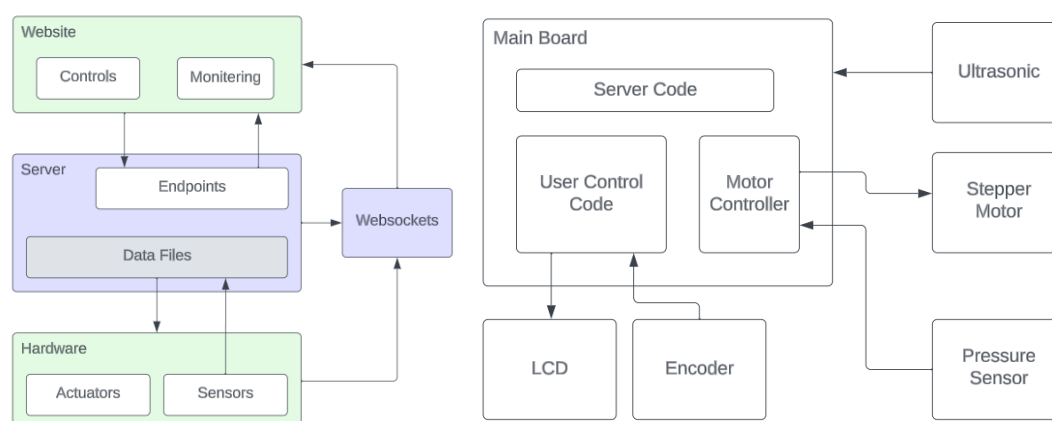 Website
Controls
Monitering
Server
Endpoints
Data Files
Websockets
Hardware
Actuators
Sensors
Main Board
Server Code
User Control
Code
Motor
Controller
LCD
Encoder
Ultrasonic
Stepper
Motor
Pressure
Sensor